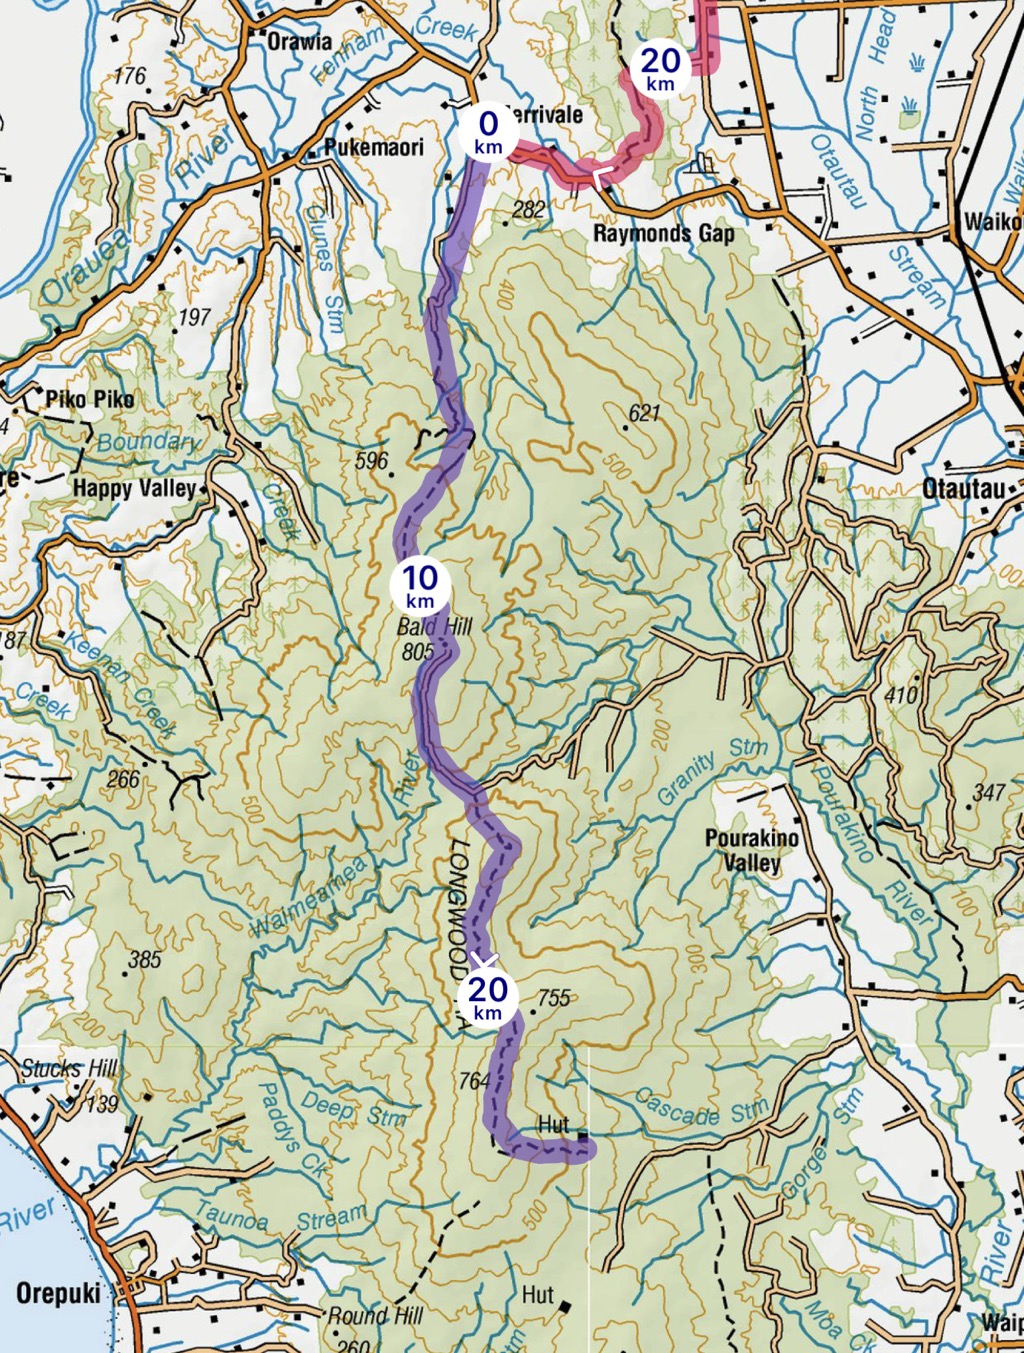 Orawia
Fenham Creek
North Head
20
km
176
0
km
errivale
Pukemaori
River
Otautau
Stream
282
Raymonds Gap
Waiko
Orauea
Clunes Stm
400
197
Piko Piko
621
Boundary
Creek
596
500
Happy Valley
Otautau
10
km
Bald Hill
805
187
Keenan Creek
Creek
410
200
Granity Stm
266
River
347
500
Pourakino
Valley
Pourakino
River
LONGWOOD
Waimeamea
100
385
300
20
km
755
200
Stucks Hill
139
764
Paddys Ck
Deep Stm
Cascade Stm
Hut
Gorge Stm
River
Taunoa Stream
500
River
Orepuki
Hut
Round Hill
260
Moa Ck
Stm
Waip